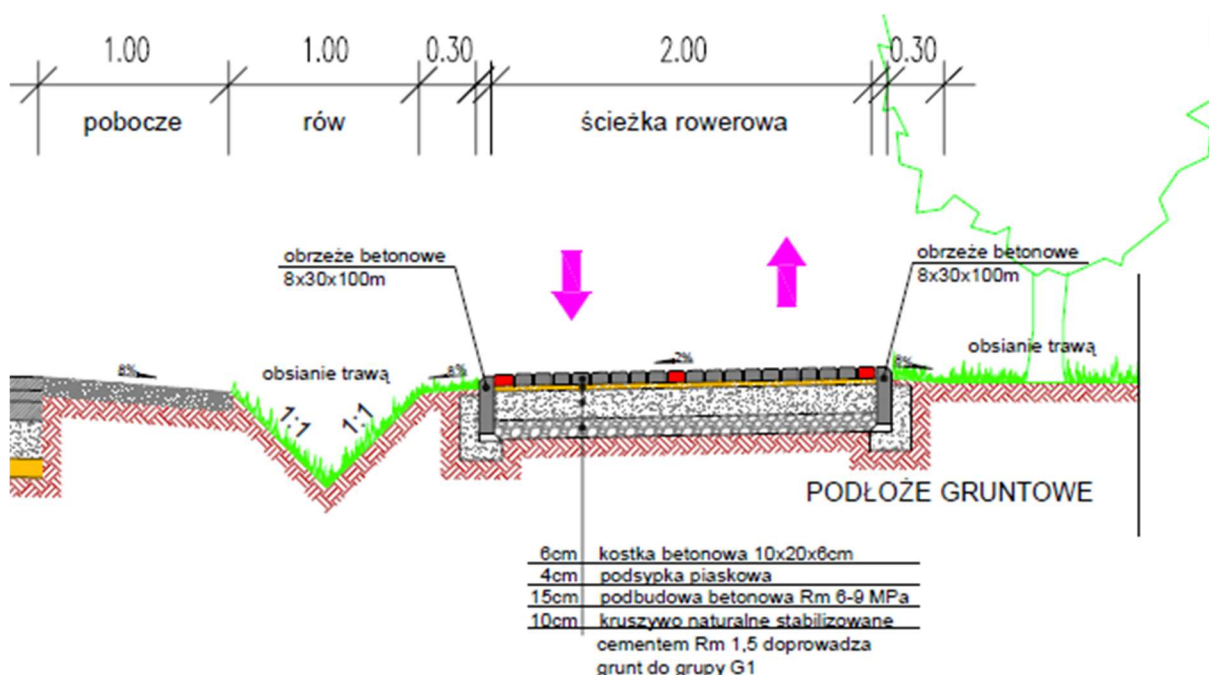 1.00 1.00 0.30 2.00 0.30
pobocze rów ścieżka rowerowa
obrzeże betonowe
8x30x100m
obrzeże betonowe
8x30x100m
8% obsianie trawą 8% 2% 8% obsianie trawą
1:1 1:1
PODŁOŻE GRUNTOWE
6cm kostka betonowa 10x20x6cm
4cm podsypka piaskowa
15cm podbudowa betonowa Rm 6-9 MPa
10cm kruszywo naturalne stabilizowane
cementem Rm 1,5 doprowadza
grunt do grupy G1